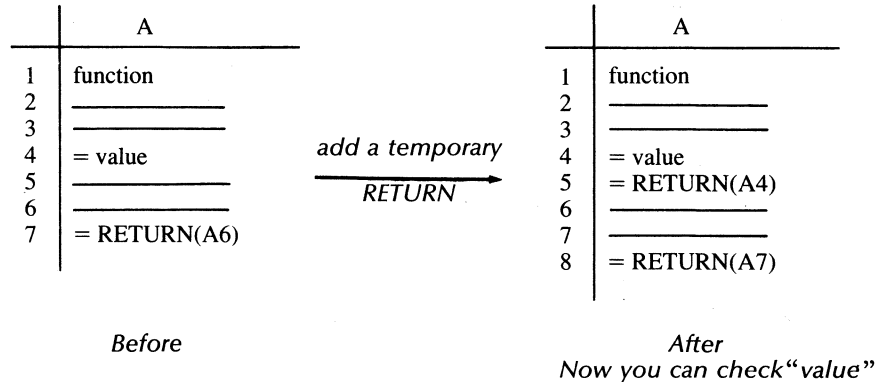 A
1 function
2
3
4 = value
5
6
7 = RETURN(A6)
Before
add a temporary
RETURN
A
1 function
2
3
4 = value
5 = RETURN(A4)
6
7
8 = RETURN(A7)
After
Now you can check“value”